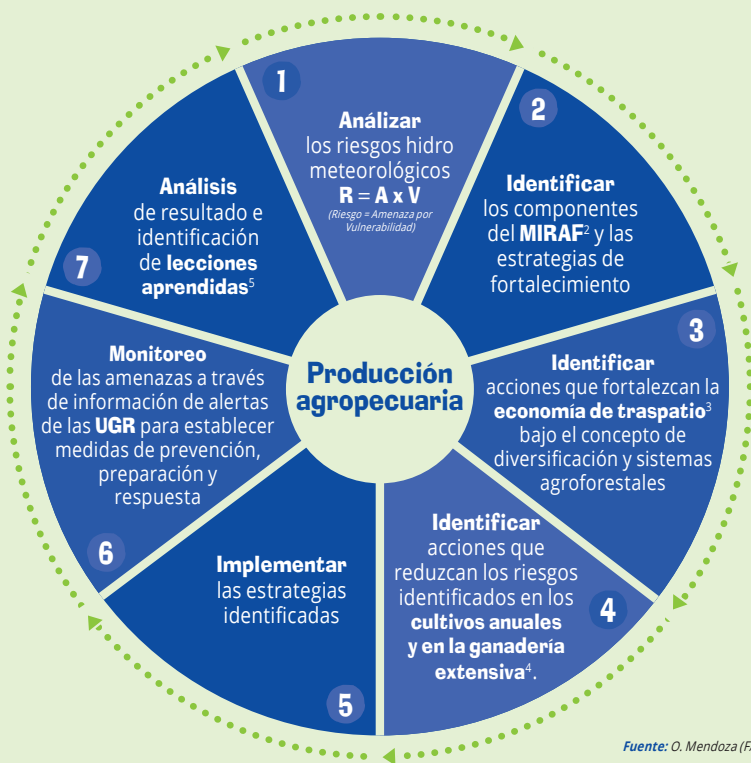 1
Análizar
los riesgos hidro
meteorológicos
R = A x V
(Riesgo = Amenaza por
Vulnerabilidad)
2
Identificar
los componentes
del MIRAF² y las
estrategias de
fortalecimiento
3
Identificar
acciones que fortalezcan la
economía de traspatio³
bajo el concepto de
diversificación y sistemas
agroforestales
4
Identificar
acciones que
reduzcan los riesgos
identificados en los
cultivos anuales
y en la ganadería
extensiva⁴.
5
Implementar
las estrategias
identificadas
6
Monitoreo
de las amenazas a través
de información de alertas
de las UGR para establecer
medidas de prevención,
preparación y
respuesta
7
Análisis
de resultado e
identificación
de lecciones
aprendidas⁵
Producción
agropecuaria
Fuente: O. Mendoza